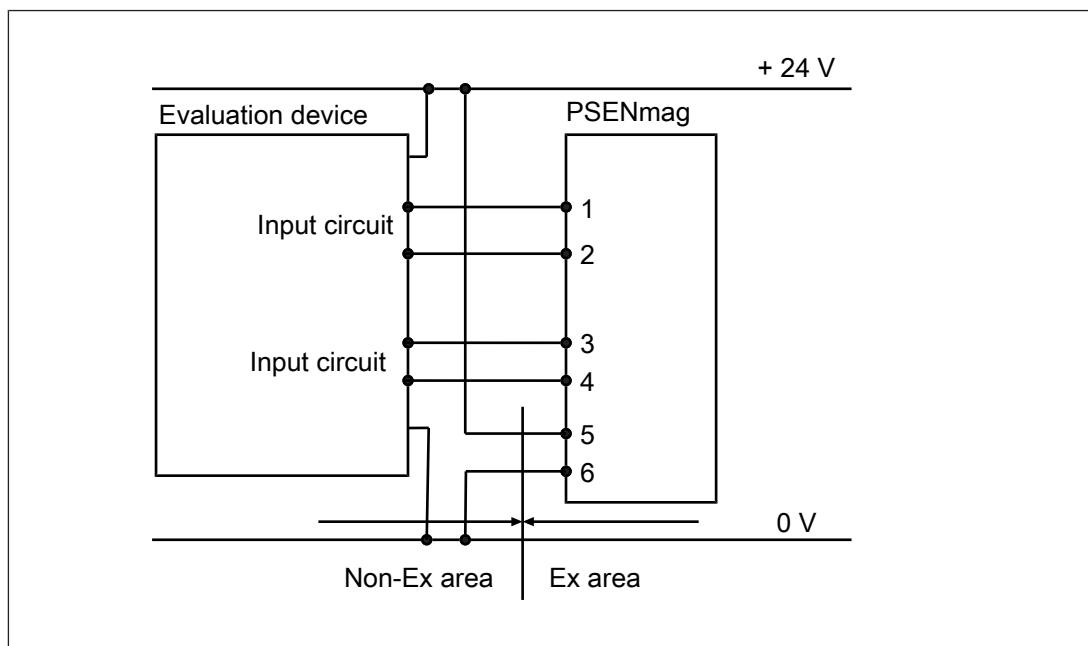 + 24 V
Evaluation device
PSENmag
Input circuit
1
2
Input circuit
3
4
5
6
0 V
Non-Ex area
Ex area